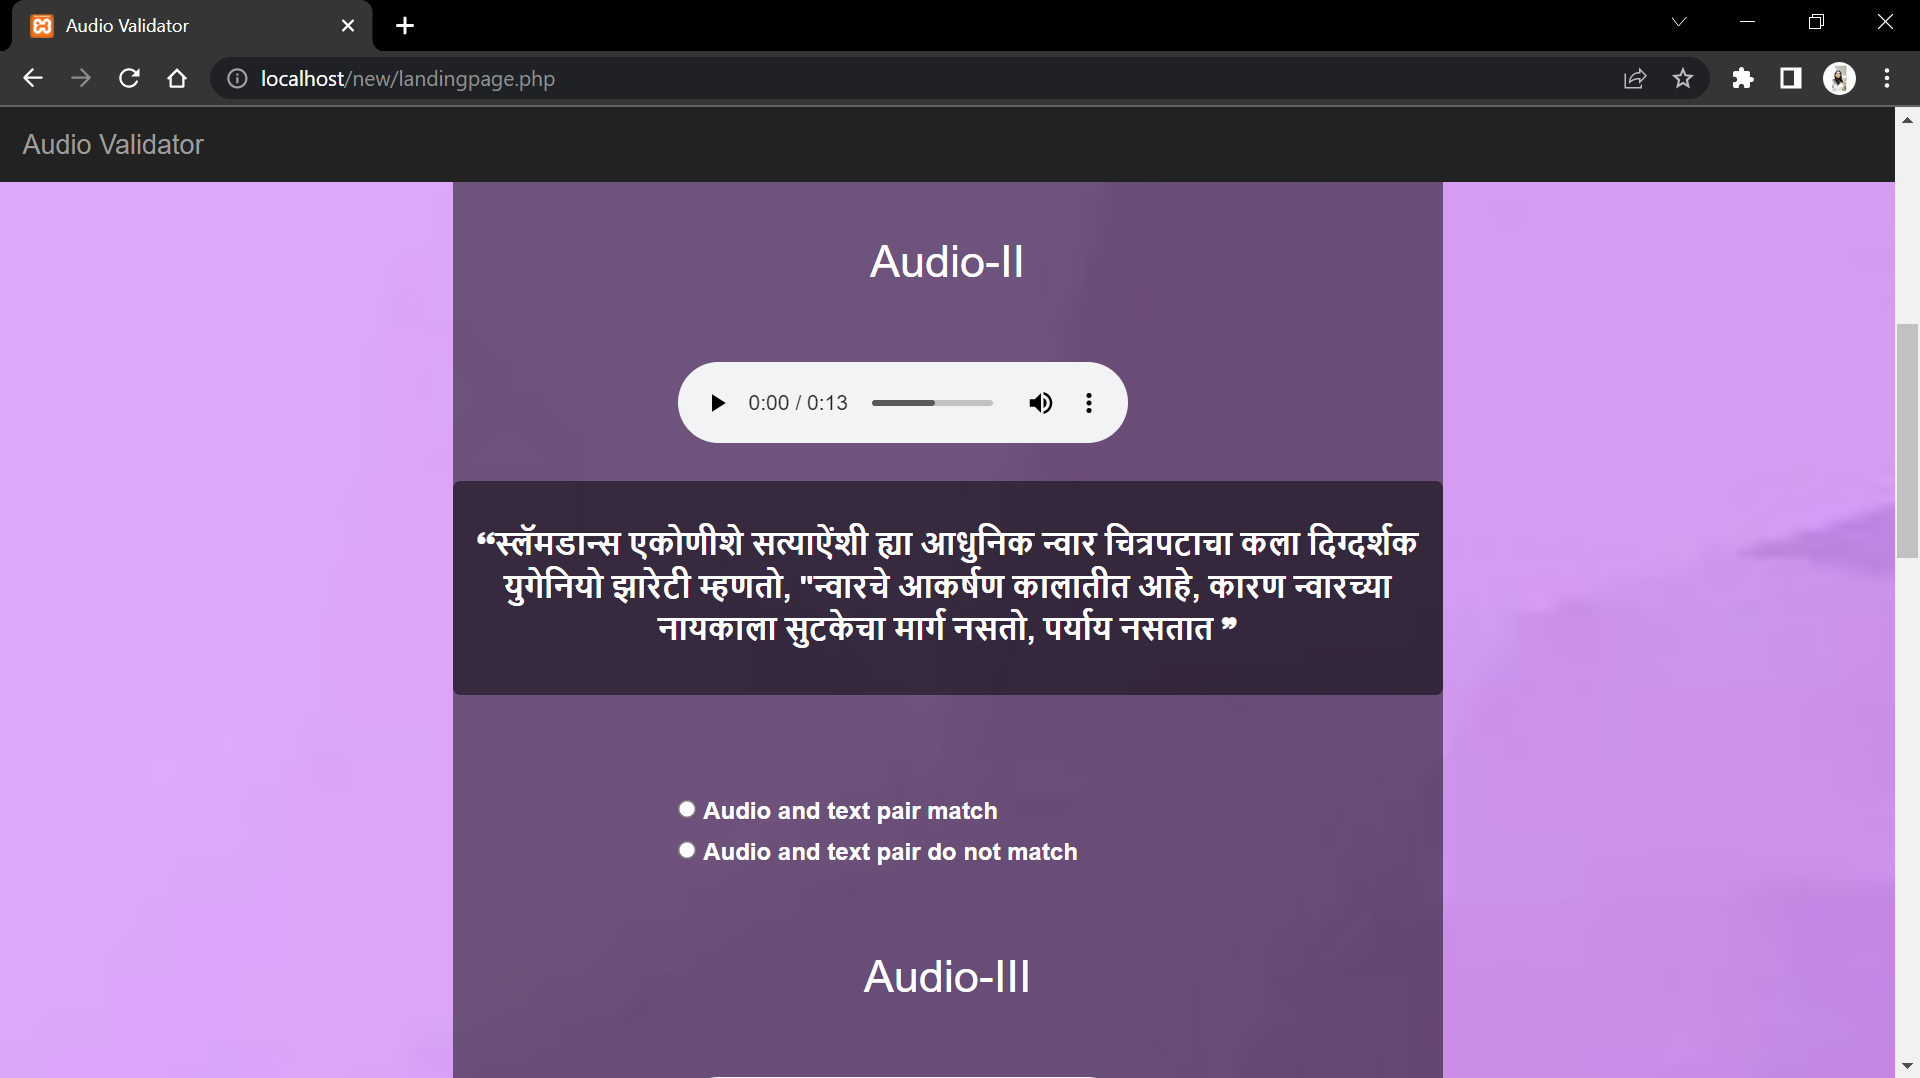 Audio Validator
localhost/new/landingpage.php
Audio Validator
Audio-II
0:00 / 0:13
“स्लॅमडान्स एकोणीशे सत्याऐंशी ह्या आधुनिक न्वार चित्रपटाचा कला दिग्दर्शक
युगेनियो झारेटी म्हणतो, "न्वारचे आकर्षण कालातीत आहे, कारण न्वारच्या
नायकाला सुटकेचा मार्ग नसतो, पर्याय नसतात ”
Audio and text pair match
Audio and text pair do not match
Audio-III